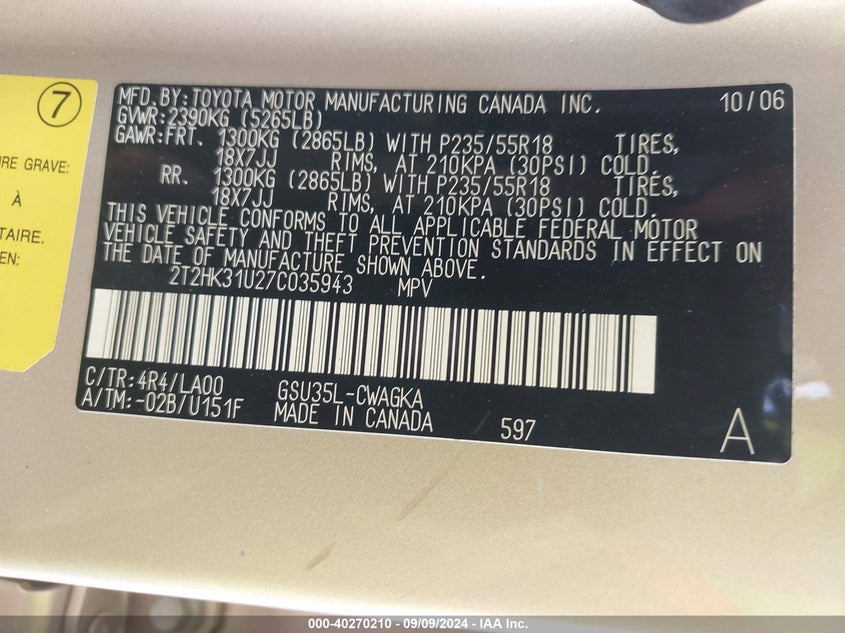 7
URE GRAVE:
À
TAIRE.
EN:
MFD.BY:TOYOTA MOTOR MANUFACTURING CANADA INC. 10/06
GVWR:2390KG (5265LB)
GAWR:FRT. 1300KG (2865LB) WITH P235/55R18 TIRES,
18X7JJ RIMS, AT 210KPA (30PSI) COLD.
RR. 1300KG (2865LB) WITH P235/55R18 TIRES,
18X7JJ RIMS, AT 210KPA (30PSI) COLD.
THIS VEHICLE CONFORMS TO ALL APPLICABLE FEDERAL MOTOR
VEHICLE SAFETY AND THEFT PREVENTION STANDARDS IN EFFECT ON
THE DATE OF MANUFACTURE SHOWN ABOVE.
2T2HK31U27C035943 MPV
C/TR:4R4/LA00 GSU35L-CWAGKA
A/TM:-02B/U151F MADE IN CANADA 597 A
000-40270210 - 09/09/2024 - IAA Inc.